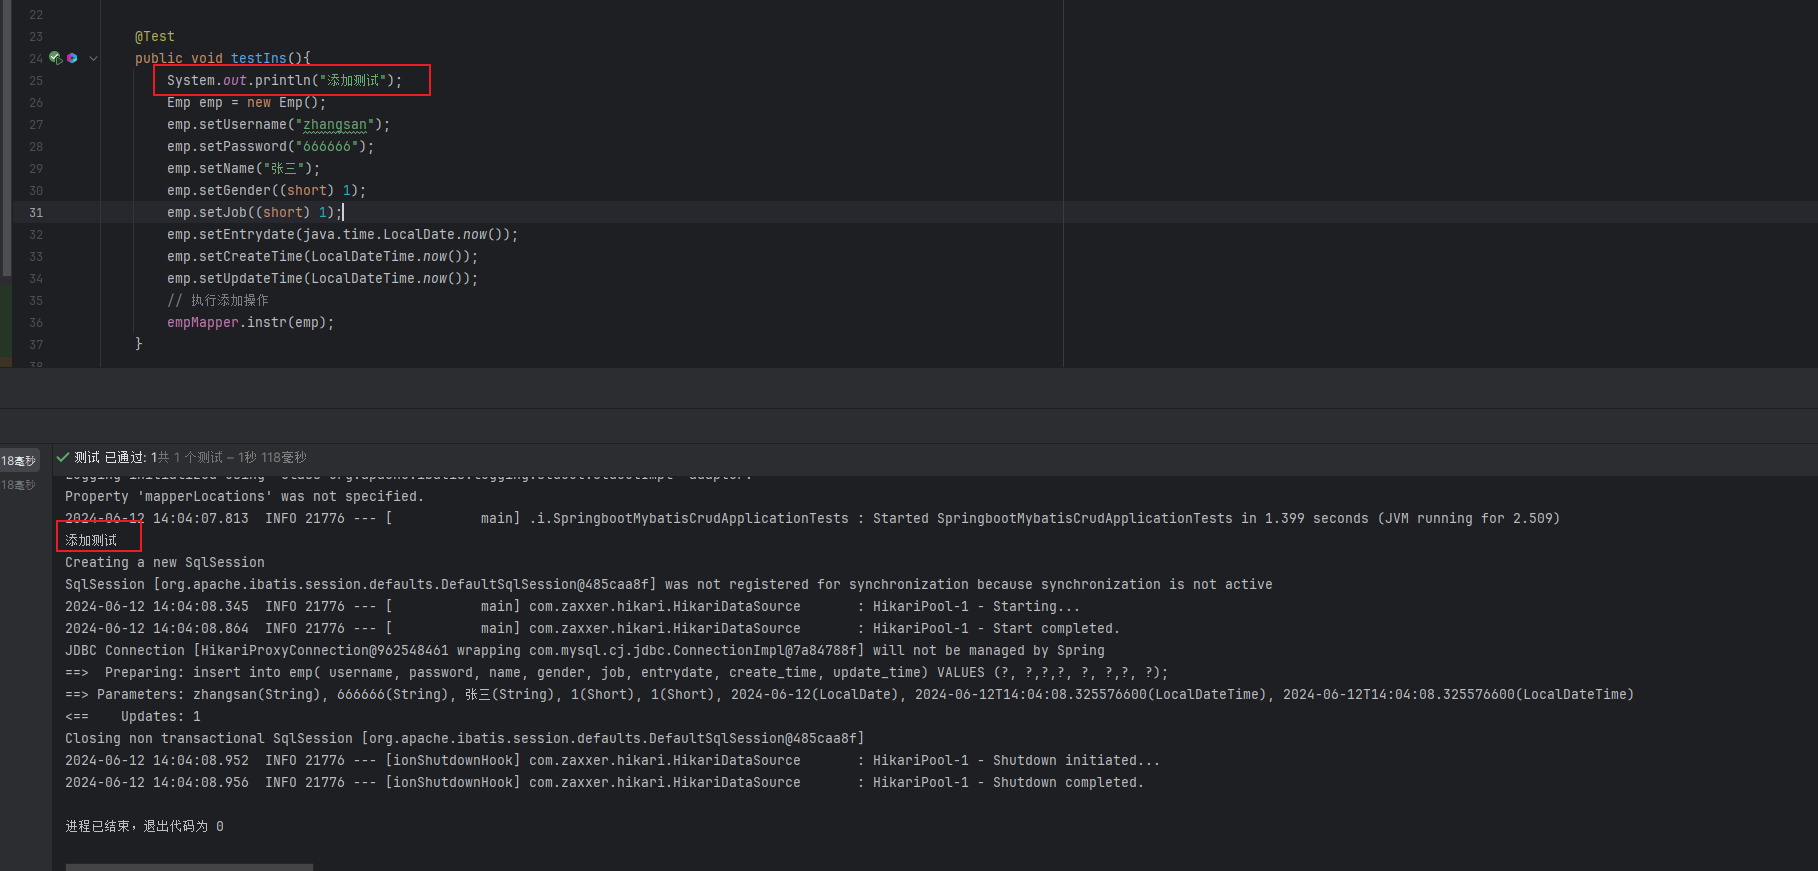 22
23 @Test
24 public void testIns(){
25 System.out.println("添加测试");
26 Emp emp = new Emp();
27 emp.setUsername("zhangsan");
28 emp.setPassword("666666");
29 emp.setName("张三");
30 emp.setGender((short) 1);
31 emp.setJob((short) 1);
32 emp.setEntrydate(java.time.LocalDate.now());
33 emp.setCreateTime(LocalDateTime.now());
34 emp.setUpdateTime(LocalDateTime.now());
35 // 执行添加操作
36 empMapper.instr(emp);
37 }
38
18毫秒 测试 已通过: 1共 1 个测试 – 1秒 118毫秒
18毫秒
Logging initialized using 'class org.apache.ibatis.logging.stdout.StdOutImpl' adapter.
Property 'mapperLocations' was not specified.
2024-06-12 14:04:07.813  INFO 21776 --- [           main] .i.SpringbootMybatisCrudApplicationTests : Started SpringbootMybatisCrudApplicationTests in 1.399 seconds (JVM running for 2.509)
添加测试
Creating a new SqlSession
SqlSession [org.apache.ibatis.session.defaults.DefaultSqlSession@485caa8f] was not registered for synchronization because synchronization is not active
2024-06-12 14:04:08.345  INFO 21776 --- [           main] com.zaxxer.hikari.HikariDataSource       : HikariPool-1 - Starting...
2024-06-12 14:04:08.864  INFO 21776 --- [           main] com.zaxxer.hikari.HikariDataSource       : HikariPool-1 - Start completed.
JDBC Connection [HikariProxyConnection@962548461 wrapping com.mysql.cj.jdbc.ConnectionImpl@7a84788f] will not be managed by Spring
==>  Preparing: insert into emp( username, password, name, gender, job, entrydate, create_time, update_time) VALUES (?, ?,?,?, ?, ?,?, ?);
==> Parameters: zhangsan(String), 666666(String), 张三(String), 1(Short), 1(Short), 2024-06-12(LocalDate), 2024-06-12T14:04:08.325576600(LocalDateTime), 2024-06-12T14:04:08.325576600(LocalDateTime)
<==    Updates: 1
Closing non transactional SqlSession [org.apache.ibatis.session.defaults.DefaultSqlSession@485caa8f]
2024-06-12 14:04:08.952  INFO 21776 --- [ionShutdownHook] com.zaxxer.hikari.HikariDataSource       : HikariPool-1 - Shutdown initiated...
2024-06-12 14:04:08.956  INFO 21776 --- [ionShutdownHook] com.zaxxer.hikari.HikariDataSource       : HikariPool-1 - Shutdown completed.
进程已结束，退出代码为 0